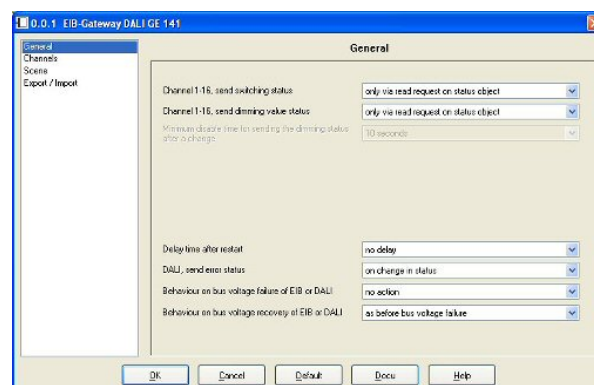 0.0.1 EIB-Gateway DALI GE 141
General
Channels
Scene
Export / Import
General
Channel 1-16, send switching status
only via read request on status object
Channel 1-16, send dimming value status
only via read request on status object
Minimum disable time for sending the dimming status
after a change
10 seconds
Delay time after restart
no delay
DALI, send error status
on change in status
Behaviour on bus voltage failure of EIB or DALI
no action
Behaviour on bus voltage recovery of EIB or DALI
as before bus voltage failure
OK
Cancel
Default
Docu
Help